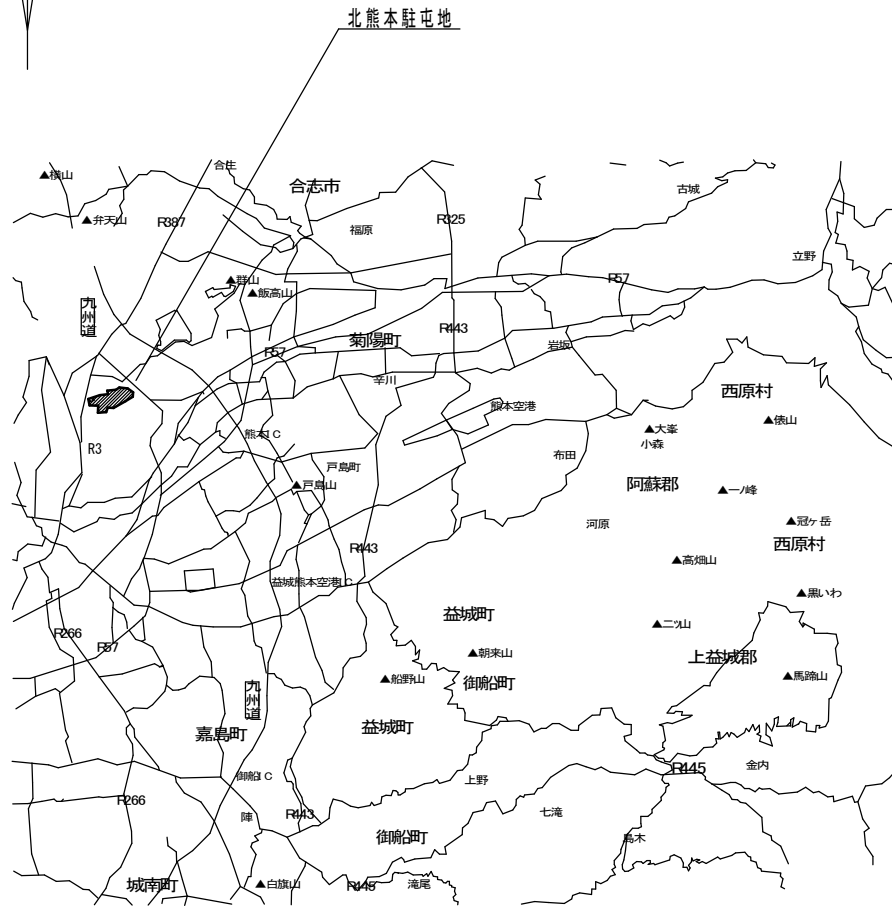 北熊本駐屯地
合生
▲横山
合志市
古城
▲弁天山
R387
福原
R325
立野
▲群山
▲飯高山
R57
九州道
R443
菊陽町
R57
岩坂
辛川
西原村
熊本空港
▲俵山
▲大峯
小森
R3
熊本IC
布田
戸島町
▲戸島山
阿蘇郡
▲一ノ峰
河原
▲冠ヶ岳
西原村
R443
▲高畑山
益城熊本空港IC
▲黒いわ
益城町
▲二ッ山
R266
R57
▲朝来山
上益城郡
▲船野山
御船町
▲馬蹄山
九州道
益城町
嘉島町
金内
R445
御船IC
上野
R266
陣
R443
七滝
御船町
島木
城南町
▲白旗山
R445
滝尾